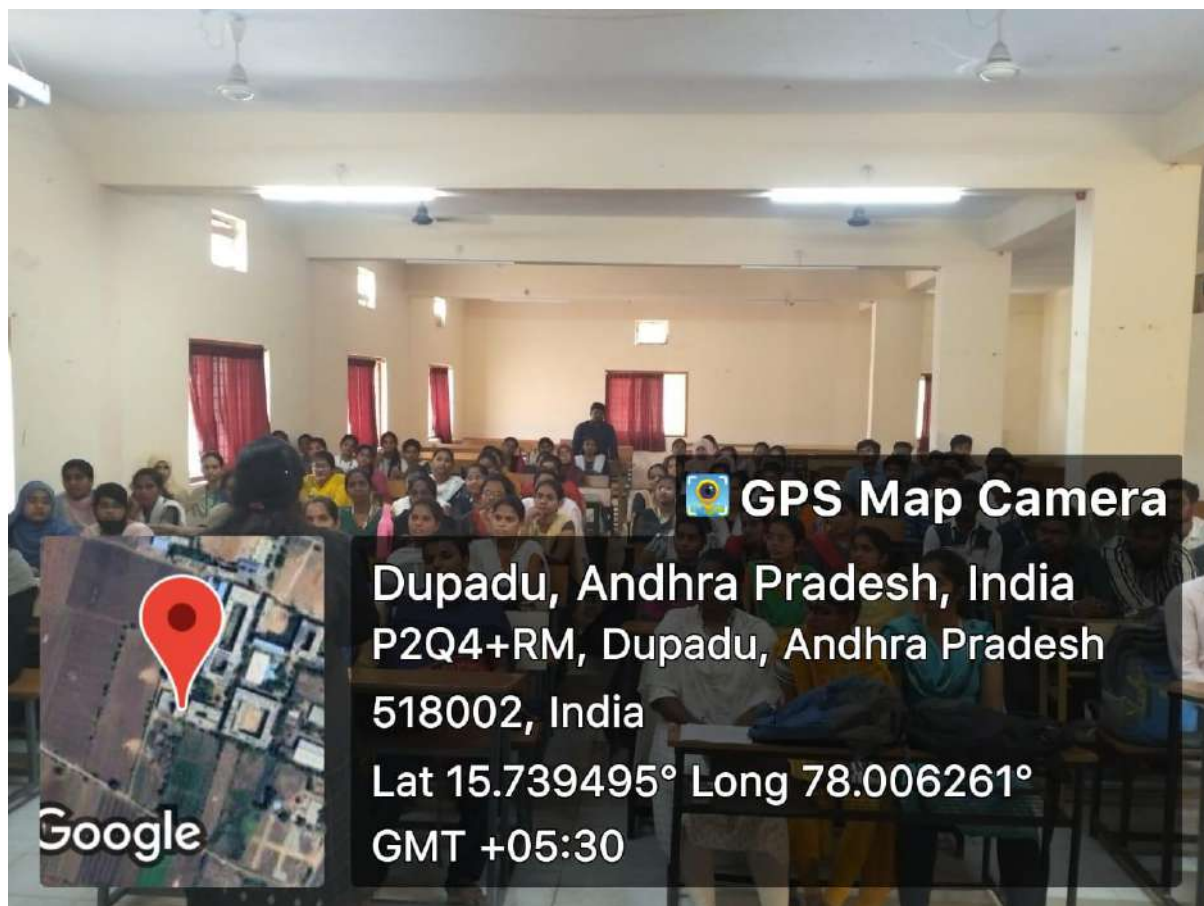 GPS Map Camera
Dupadu, Andhra Pradesh, India
P2Q4+RM, Dupadu, Andhra Pradesh
518002, India
Lat 15.739495° Long 78.006261°
GMT +05:30
Google